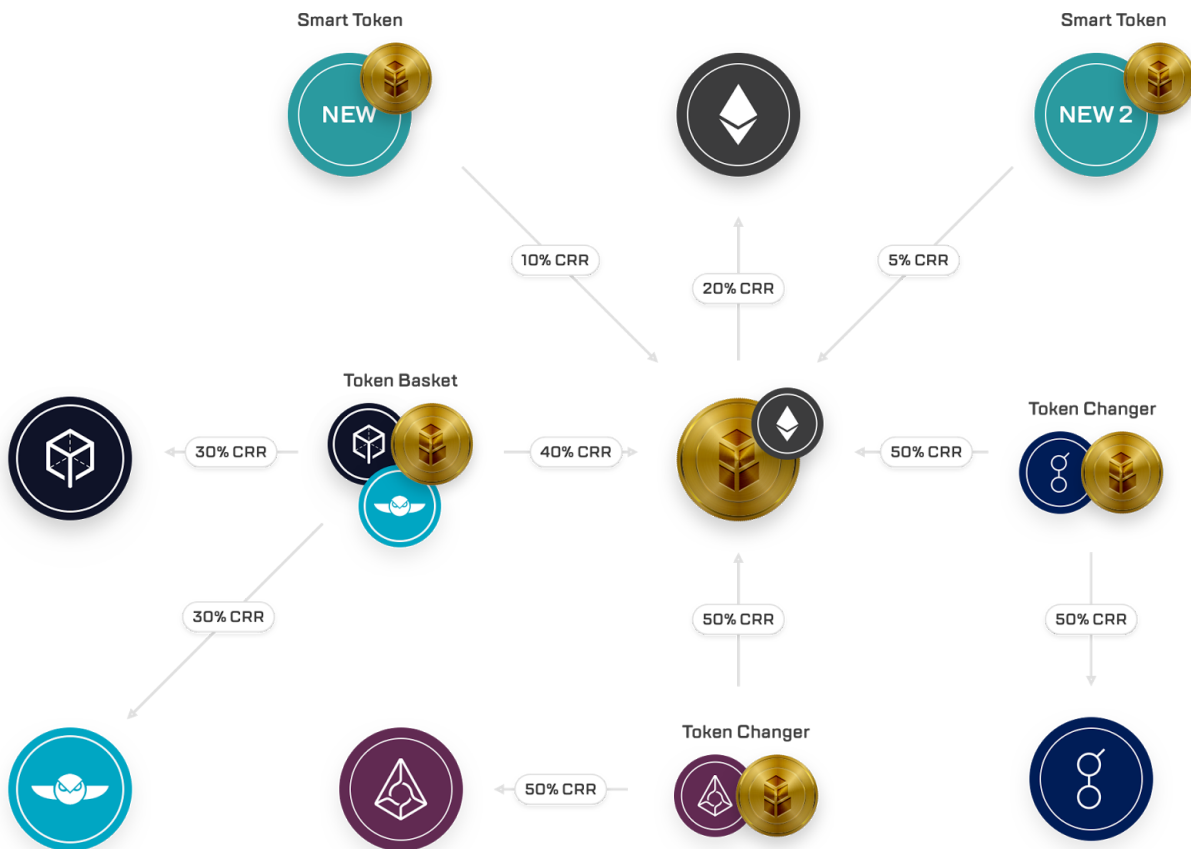 Smart Token
Smart Token
NEW
NEW 2
10% CRR
5% CRR
20% CRR
Token Basket
Token Changer
30% CRR
40% CRR
50% CRR
30% CRR
50% CRR
50% CRR
Token Changer
50% CRR